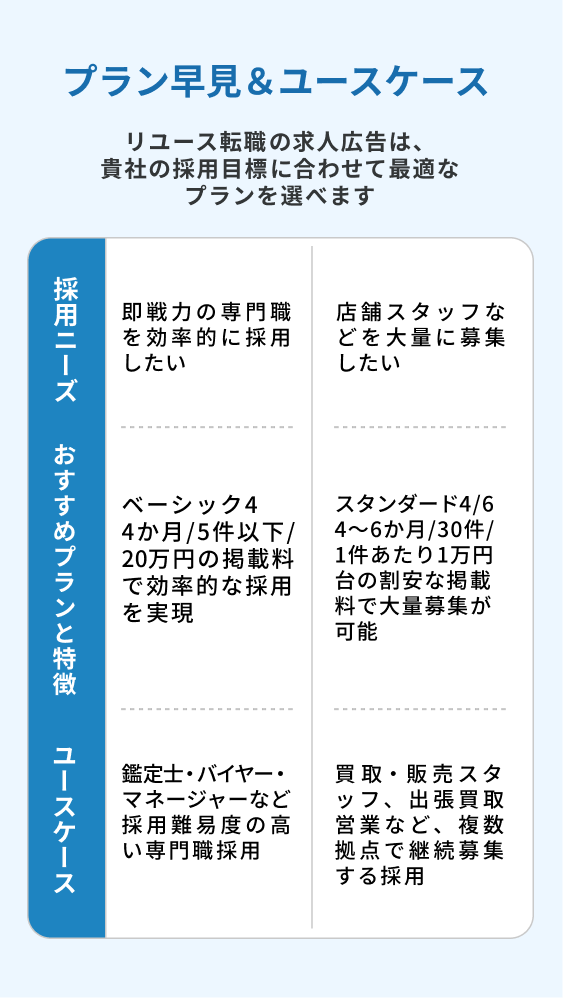 プラン早見＆ユースケース
リユース転職の求人広告は、
貴社の採用目標に合わせて最適な
プランを選べます
採用ニーズ
即戦力の専門職
を効率的に採用
したい
店舗スタッフな
どを大量に募集
したい
おすすめプランと特徴
ベーシック4
4か月/5件以下/
20万円の掲載料
で効率的な採用
を実現
スタンダード4/6
4〜6か月/30件/
1件あたり1万円
台の割安な掲載
料で大量募集が
可能
ユースケース
鑑定士・バイヤー・
マネージャーなど
採用難易度の高
い専門職採用
買取・販売スタ
ッフ、出張買取
営業など、複数
拠点で継続募集
する採用